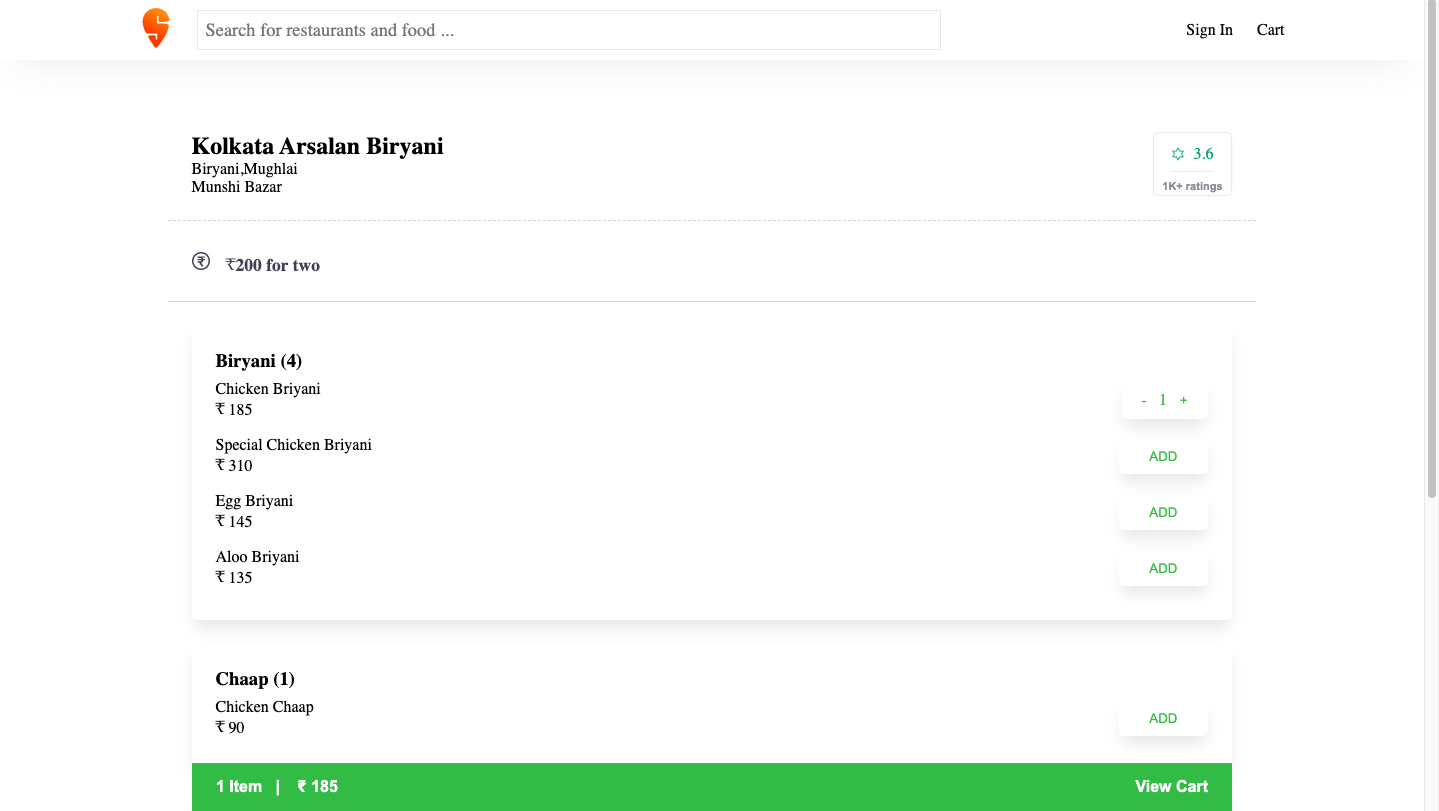 Search for restaurants and food ...
Sign In Cart
Kolkata Arsalan Biryani
Biryani,Mughlai
Munshi Bazar
3.6
1K+ ratings
₹200 for two
Biryani (4)
Chicken Briyani
₹ 185
- 1 +
Special Chicken Briyani
₹ 310
ADD
Egg Briyani
₹ 145
ADD
Aloo Briyani
₹ 135
ADD
Chaap (1)
Chicken Chaap
₹ 90
ADD
1 Item | ₹ 185 View Cart